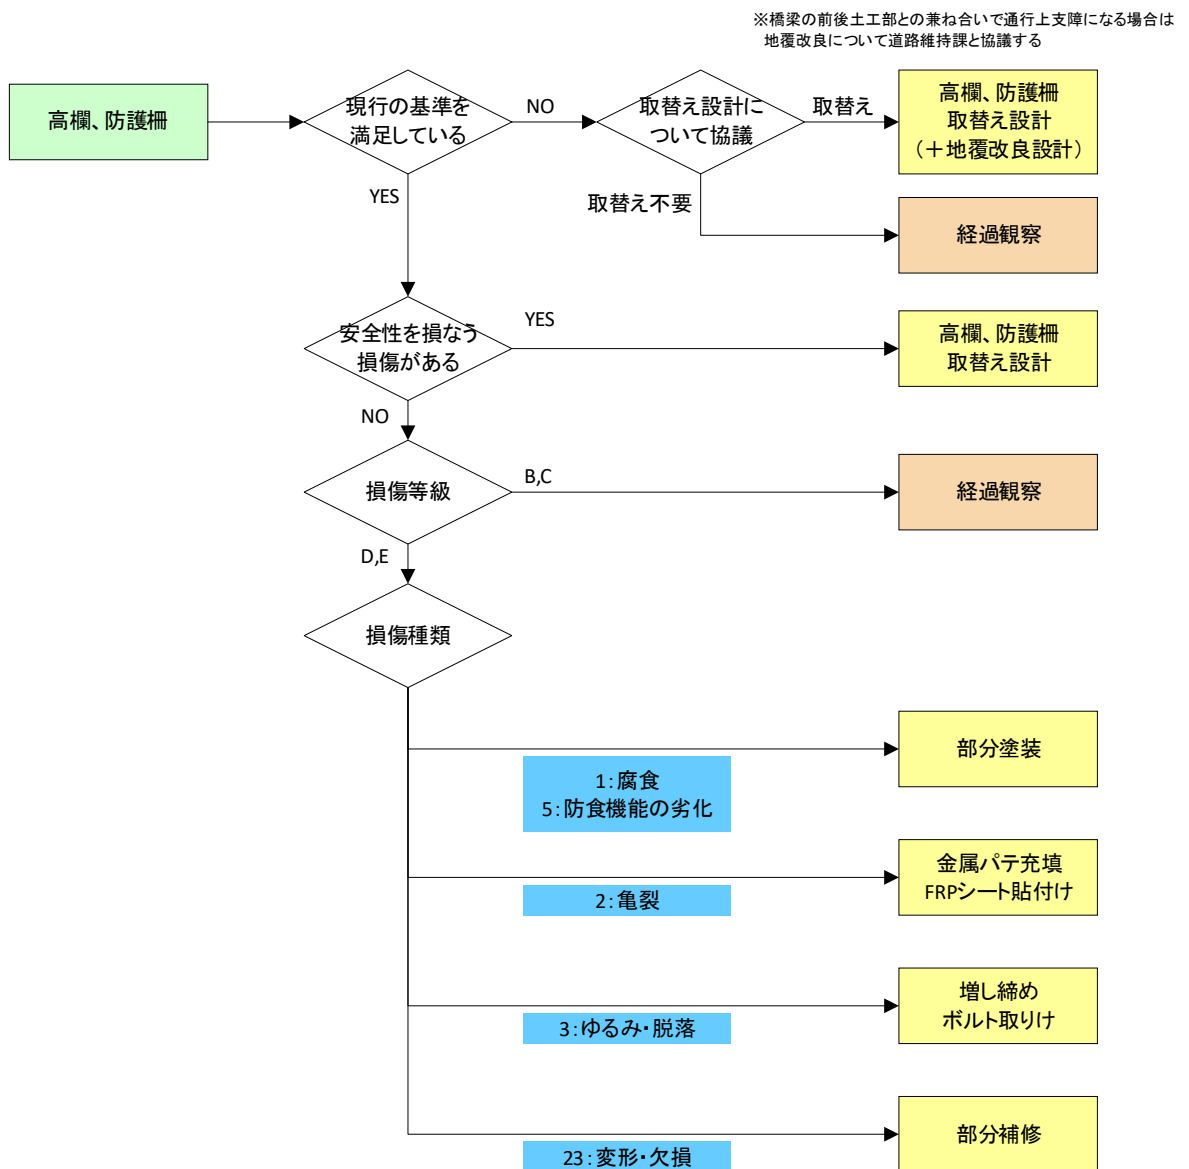 ※橋梁の前後土工部との兼ね合いで通行上支障になる場合は
地覆改良について道路維持課と協議する
高欄、防護柵
現行の基準を
満足している
NO
取替え設計に
ついて協議
取替え
高欄、防護柵
取替え設計
（＋地覆改良設計）
YES
取替え不要
経過観察
安全性を損なう
損傷がある
YES
高欄、防護柵
取替え設計
NO
損傷等級
B,C
経過観察
D,E
損傷種類
部分塗装
1：腐食
5：防食機能の劣化
金属パテ充填
FRPシート貼付け
2：亀裂
増し締め
ボルト取りけ
3：ゆるみ・脱落
部分補修
23：変形・欠損